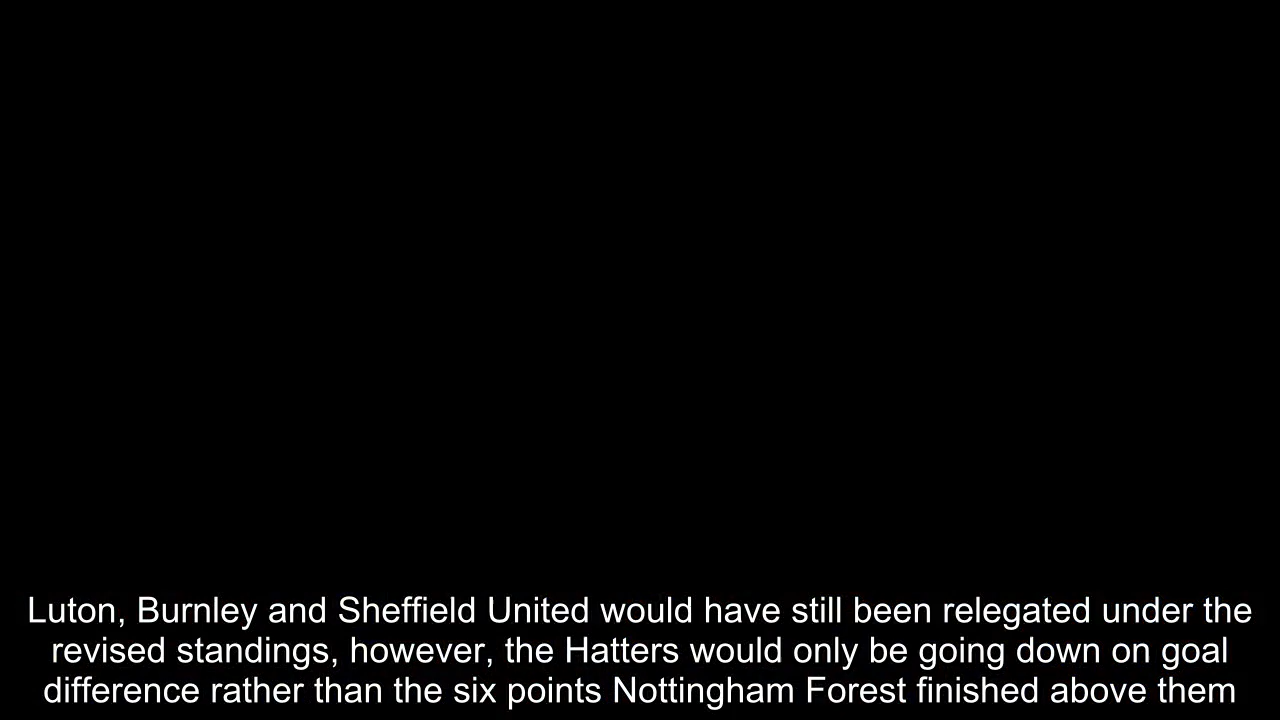 Luton, Burnley and Sheffield United would have still been relegated under the
revised standings, however, the Hatters would only be going down on goal
difference rather than the six points Nottingham Forest finished above them